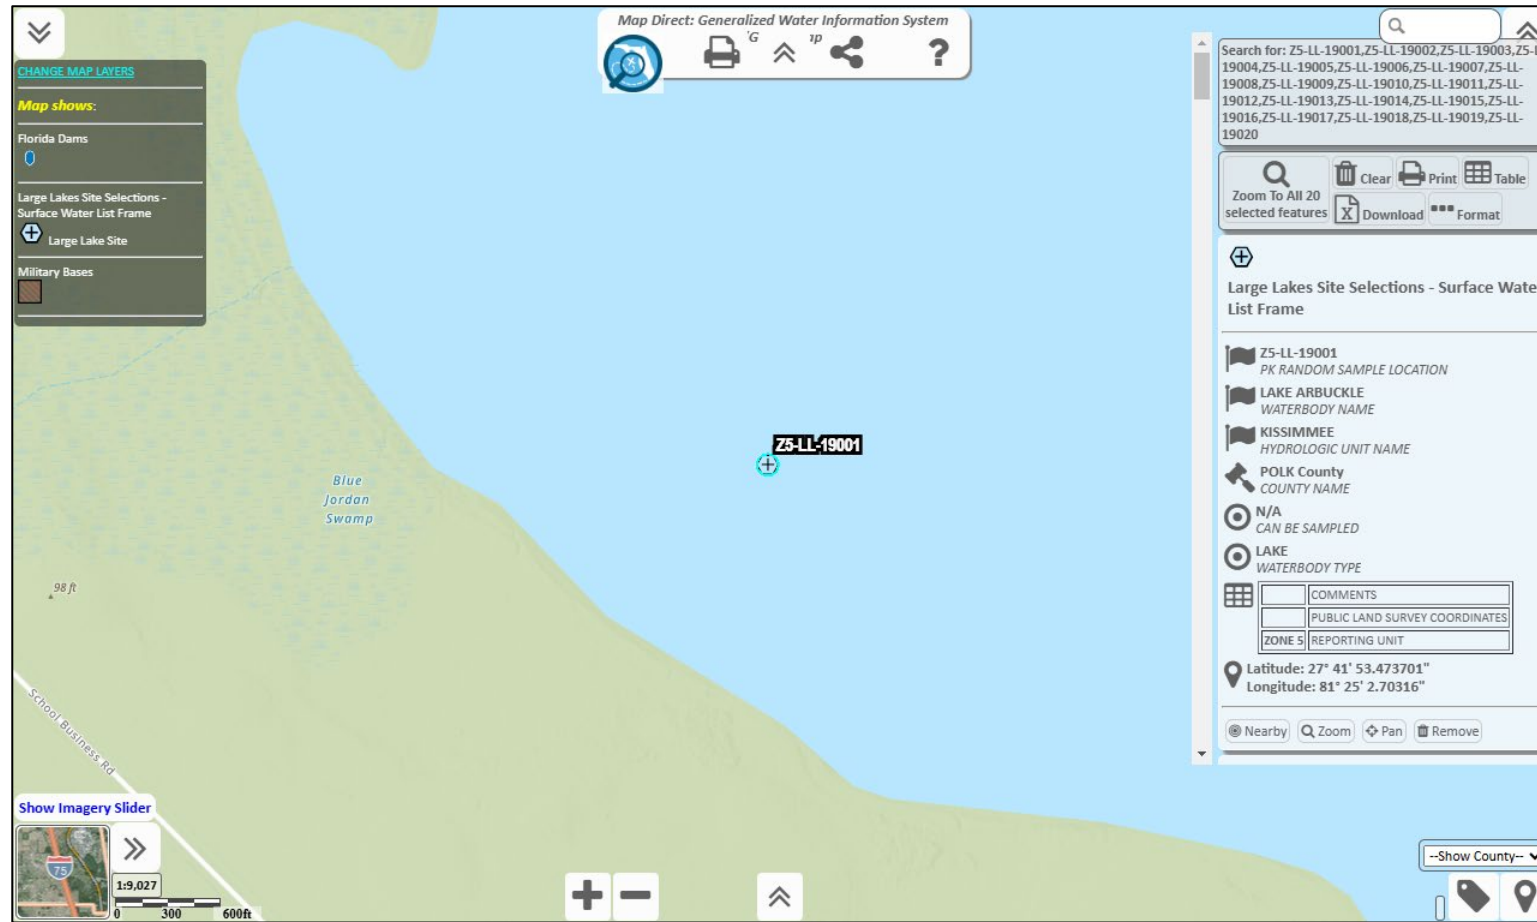 Map Direct: Generalized Water Information System
?
CHANGE MAP LAYERS
Map shows:
Florida Dams
Large Lakes Site Selections -
Surface Water List Frame
Large Lake Site
Military Bases
Z5-LL-19001
Blue
Jordan
Swamp
98 ft
School Business Rd
Show Imagery Slider
75
1:9,027
0 300 600ft
Search for: Z5-LL-19001,Z5-LL-19002,Z5-LL-19003,Z5-
19004,Z5-LL-19005,Z5-LL-19006,Z5-LL-19007,Z5-LL-
19008,Z5-LL-19009,Z5-LL-19010,Z5-LL-19011,Z5-LL-
19012,Z5-LL-19013,Z5-LL-19014,Z5-LL-19015,Z5-LL-
19016,Z5-LL-19017,Z5-LL-19018,Z5-LL-19019,Z5-LL-
19020
Zoom To All 20
selected features
Clear Print Table
X Download Format
Large Lakes Site Selections - Surface Wate
List Frame
Z5-LL-19001
PK RANDOM SAMPLE LOCATION
LAKE ARBUCKLE
WATERBODY NAME
KISSIMMEE
HYDROLOGIC UNIT NAME
POLK County
COUNTY NAME
N/A
CAN BE SAMPLED
LAKE
WATERBODY TYPE
COMMENTS
PUBLIC LAND SURVEY COORDINATES
ZONE 5 REPORTING UNIT
Latitude: 27° 41' 53.473701"
Longitude: 81° 25' 2.70316"
Nearby Zoom Pan Remove
--Show County--